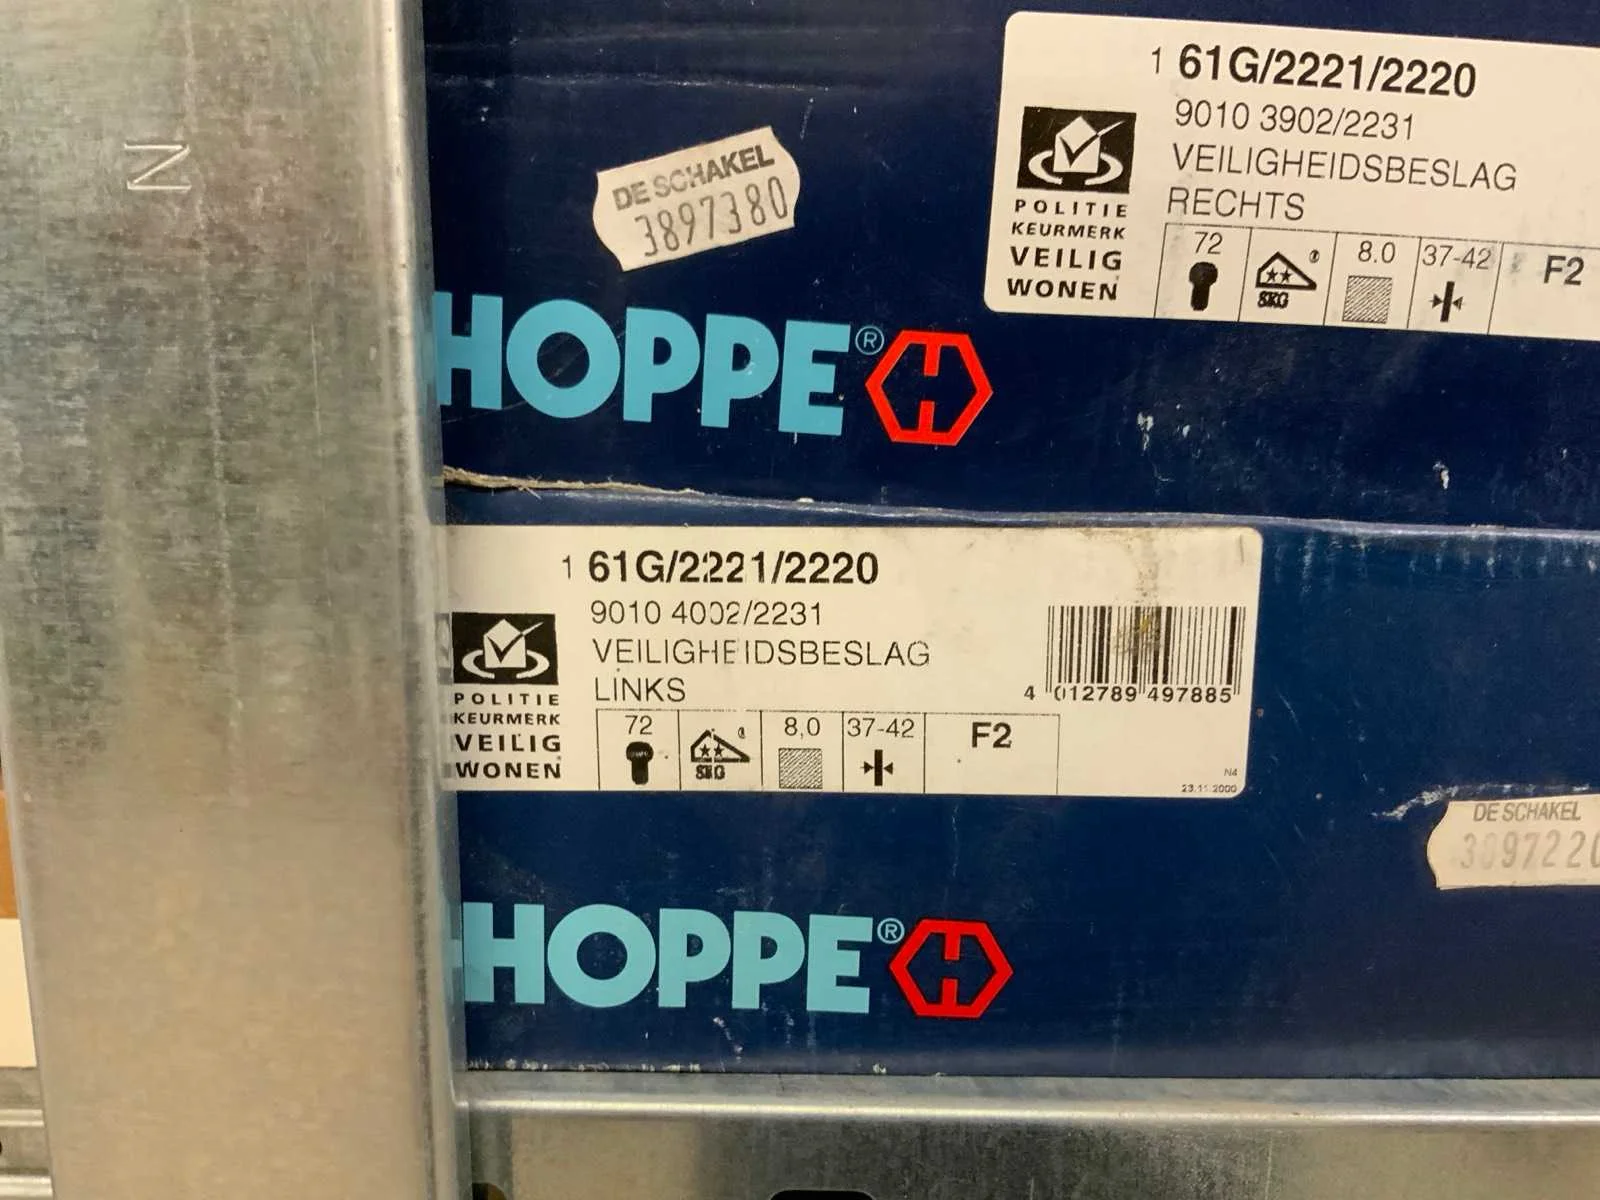 1 61G/2221/2220
9010 3902/2231
VEILIGHEIDSBESLAG
RECHTS
POLITIE
KEURMERK
VEILIG
WONEN
72
SKG
8.0
37-42
F2
DE SCHAKEL
3897380
HOPPE®
1 61G/2221/2220
9010 4002/2231
VEILIGHEIDSBESLAG
LINKS
POLITIE
KEURMERK
VEILIG
WONEN
72
SKG
8,0
37-42
F2
4 012789 497885
N4
23.11.2000
DE SCHAKEL
3897220
HOPPE®
N